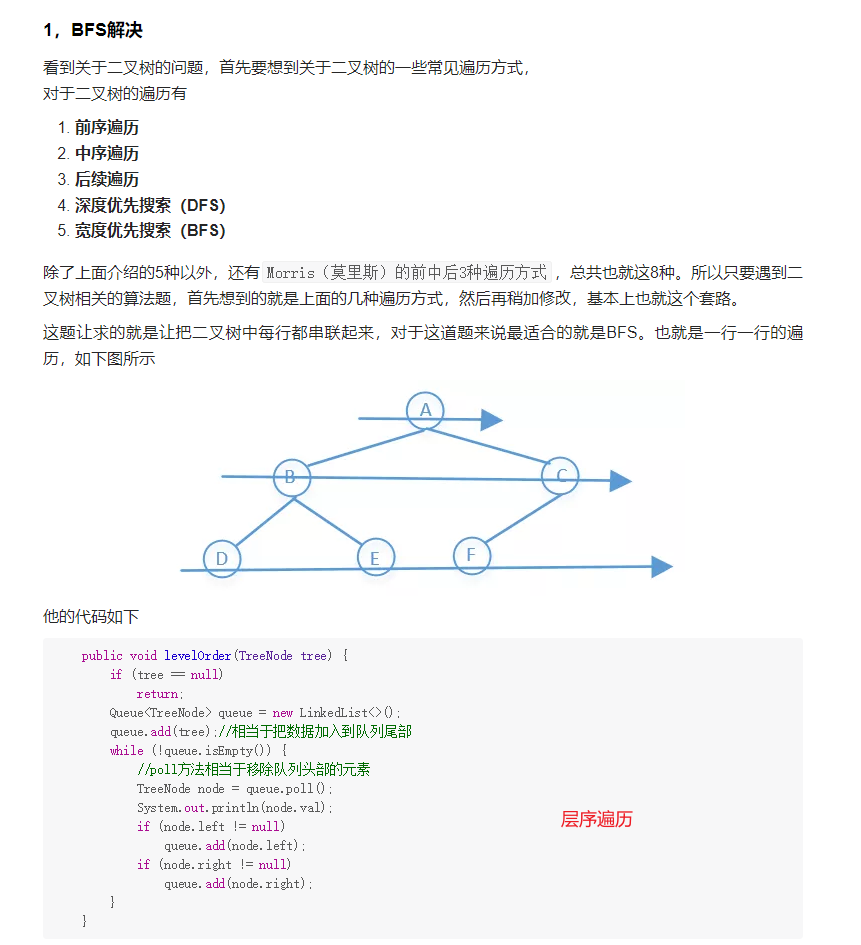 1，BFS解决
看到关于二叉树的问题，首先要想到关于二叉树的一些常见遍历方式，
对于二叉树的遍历有
1. 前序遍历
2. 中序遍历
3. 后续遍历
4. 深度优先搜索（DFS）
5. 宽度优先搜索（BFS）
除了上面介绍的5种以外，还有 Morris（莫里斯）的前中后3种遍历方式 ，总共也就这8种。所以只要遇到二
叉树相关的算法题，首先想到的就是上面的几种遍历方式，然后再稍加修改，基本上也就这个套路。
这题让求的就是让把二叉树中每行都串联起来，对于这道题来说最适合的就是BFS。也就是一行一行的遍
历，如下图所示
A
B
C
D
E
F
他的代码如下
public void levelOrder(TreeNode tree) {
if (tree == null)
return;
Queue<TreeNode> queue = new LinkedList<>();
queue.add(tree);//相当于把数据加入到队列尾部
while (!queue.isEmpty()) {
//poll方法相当于移除队列头部的元素
TreeNode node = queue.poll();
System.out.println(node.val);
if (node.left != null)
层序遍历
queue.add(node.left);
if (node.right != null)
queue.add(node.right);
}
}